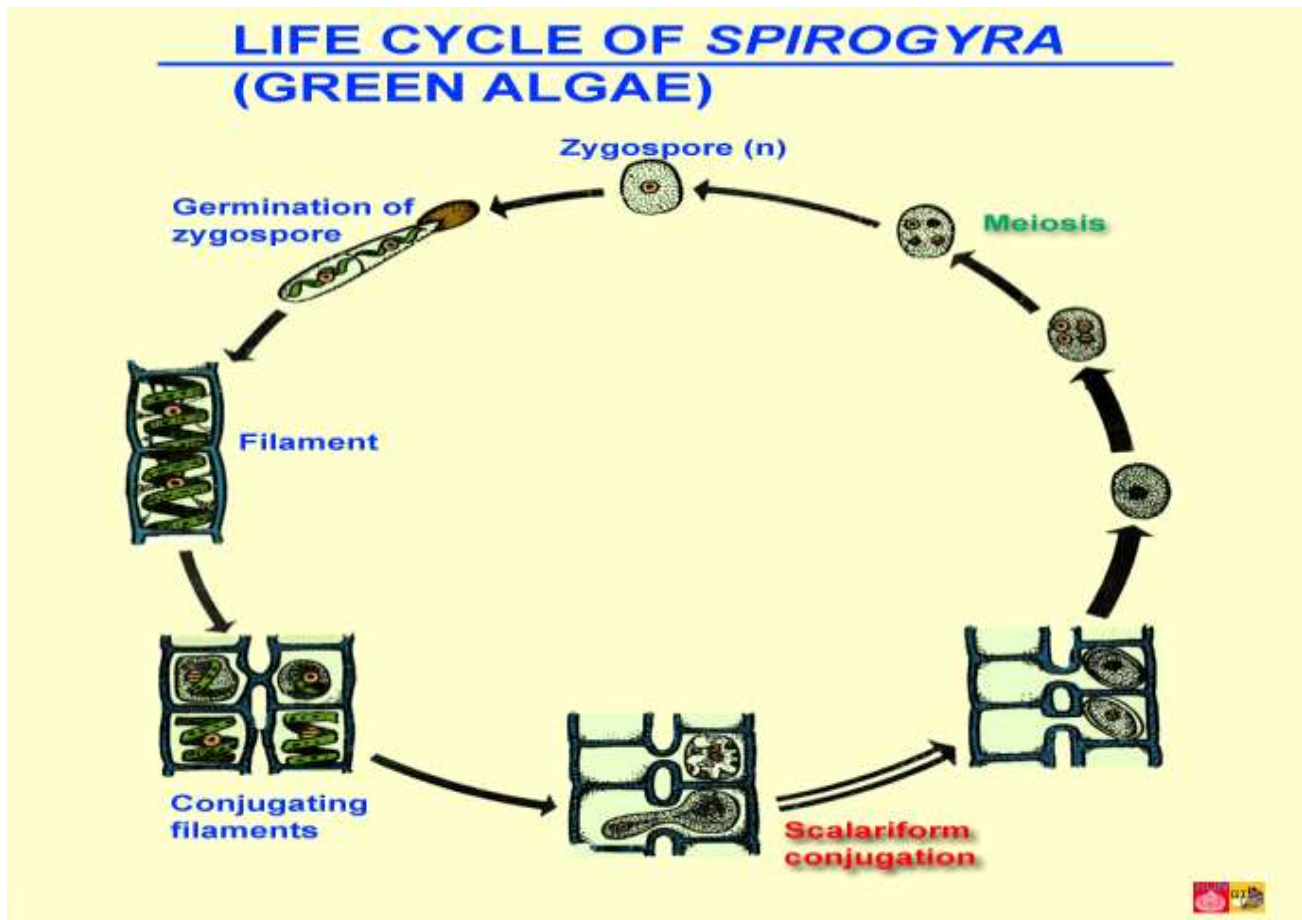 LIFE CYCLE OF SPIROGYRA
(GREEN ALGAE)
Zygospore (n)
Germination of
zygospore
Meiosis
Filament
Conjugating
filaments
Scalariform
conjugation